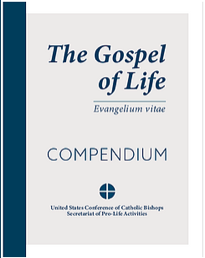 The Gospel
of Life
Evangelium vitae
COMPENDIUM
United States Conference of Catholic Bishops
Secretariat of Pro-Life Activities